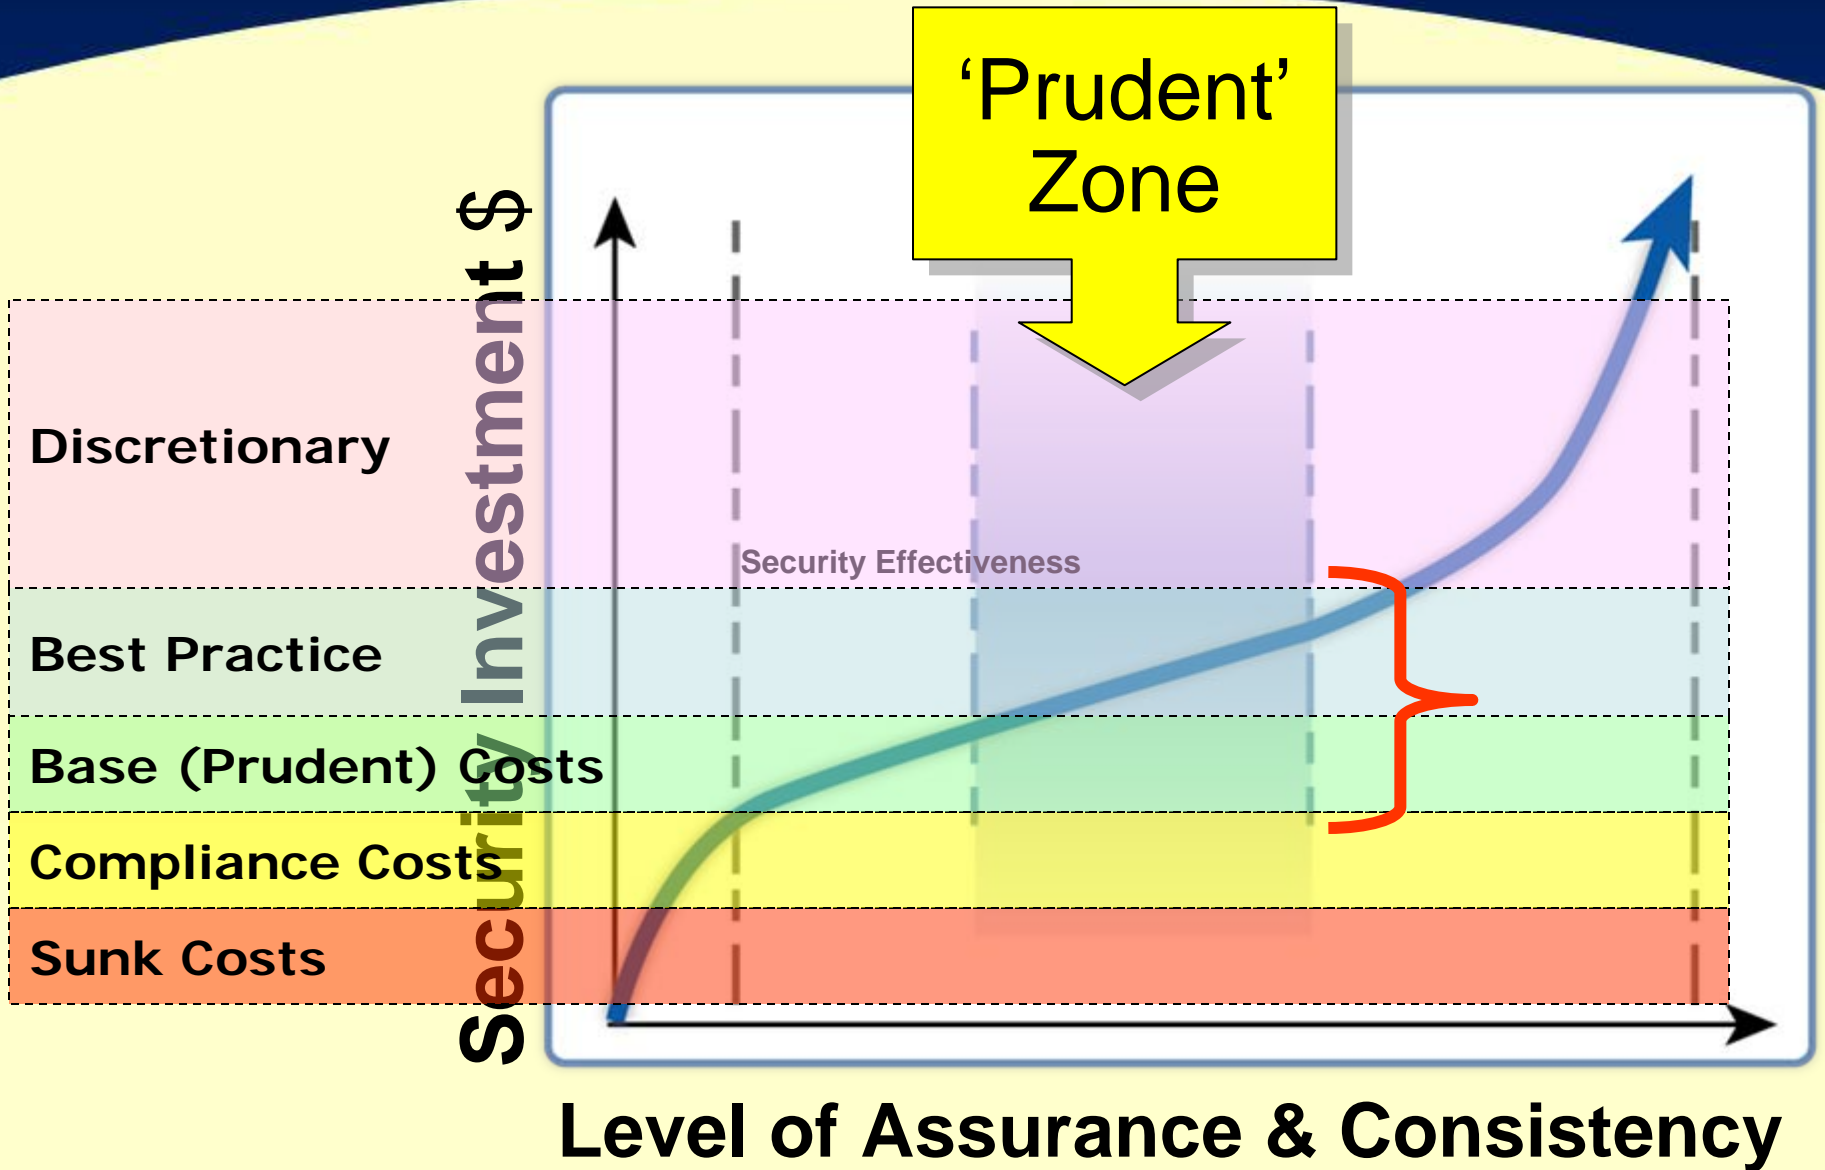 ‘Prudent’
Zone
Security Investment $
Discretionary
Security Effectiveness
Best Practice
Base (Prudent) Costs
Compliance Costs
Sunk Costs
Level of Assurance & Consistency